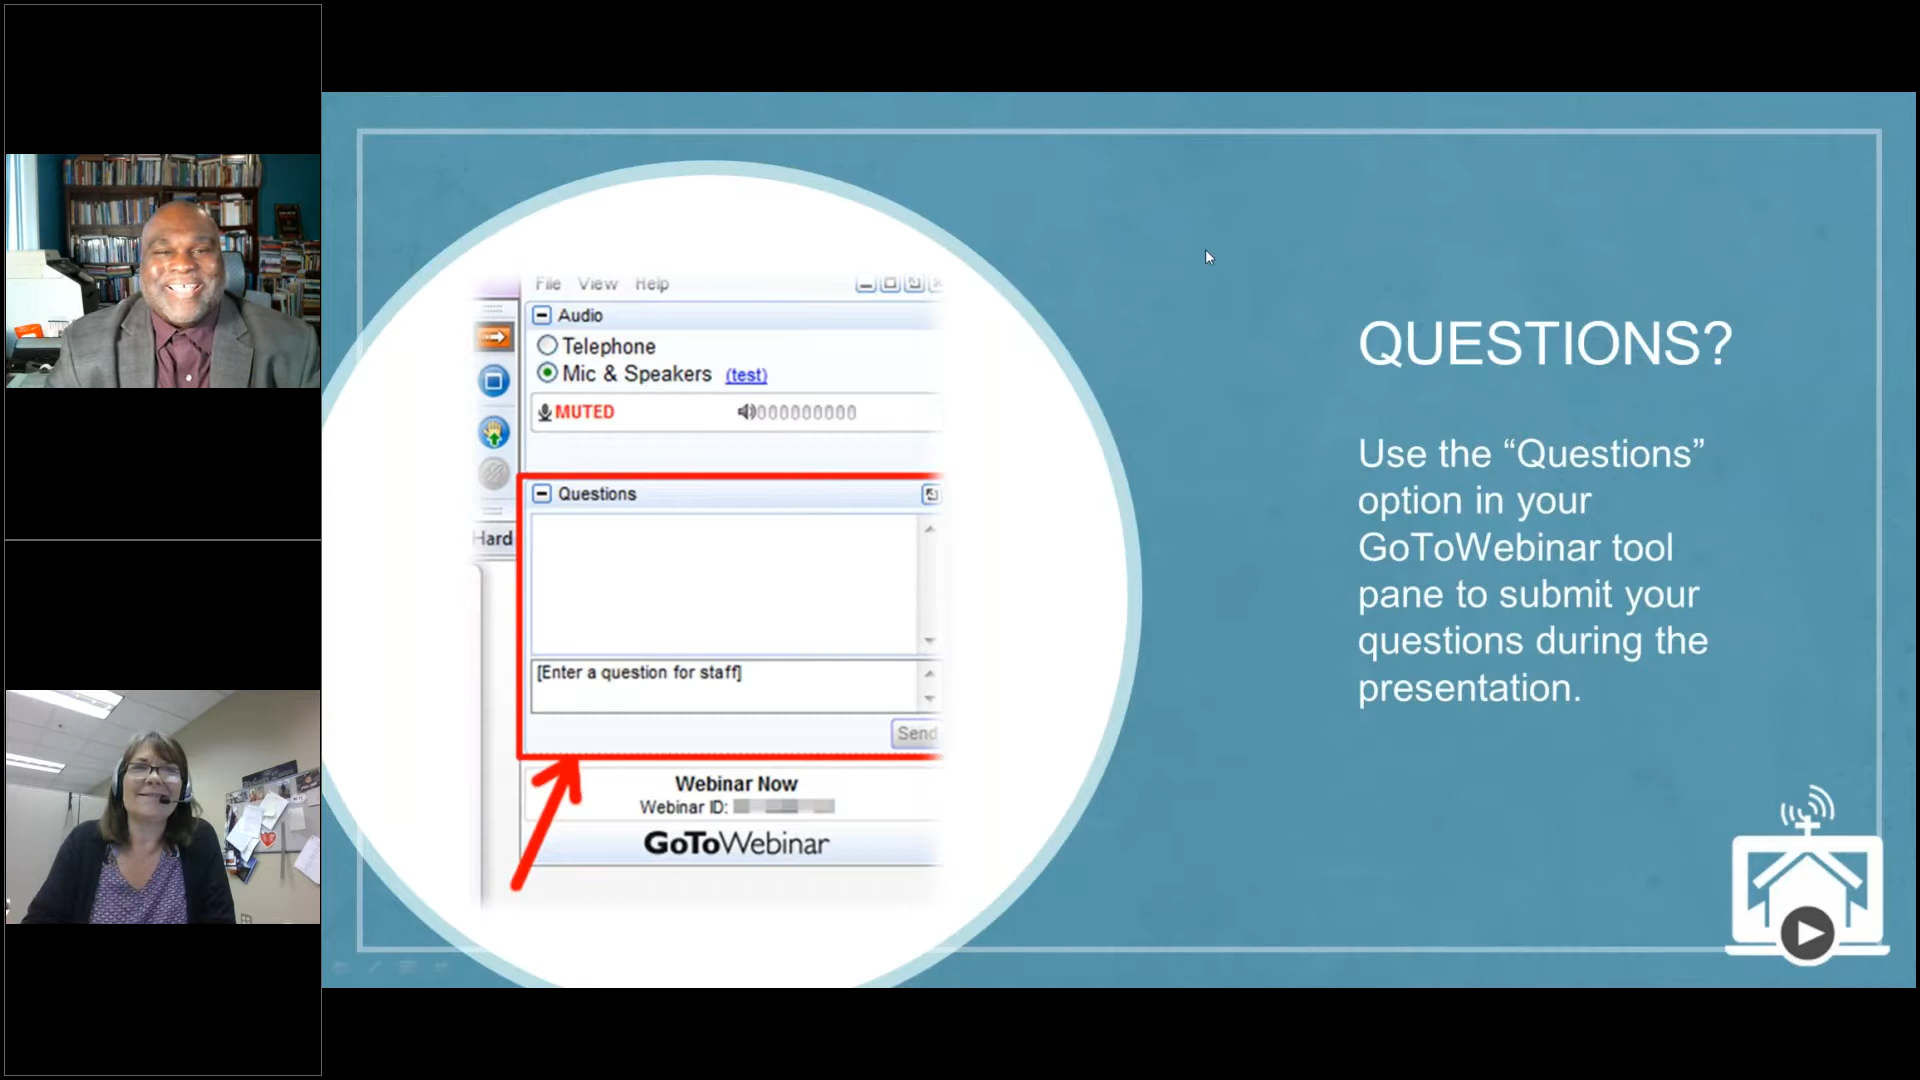 File View Help
Audio
Telephone
Mic & Speakers (test)
MUTED
Questions
Hard
[Enter a question for staff]
Send
Webinar Now
Webinar ID:
GoToWebinar
QUESTIONS?
Use the “Questions”
option in your
GoToWebinar tool
pane to submit your
questions during the
presentation.